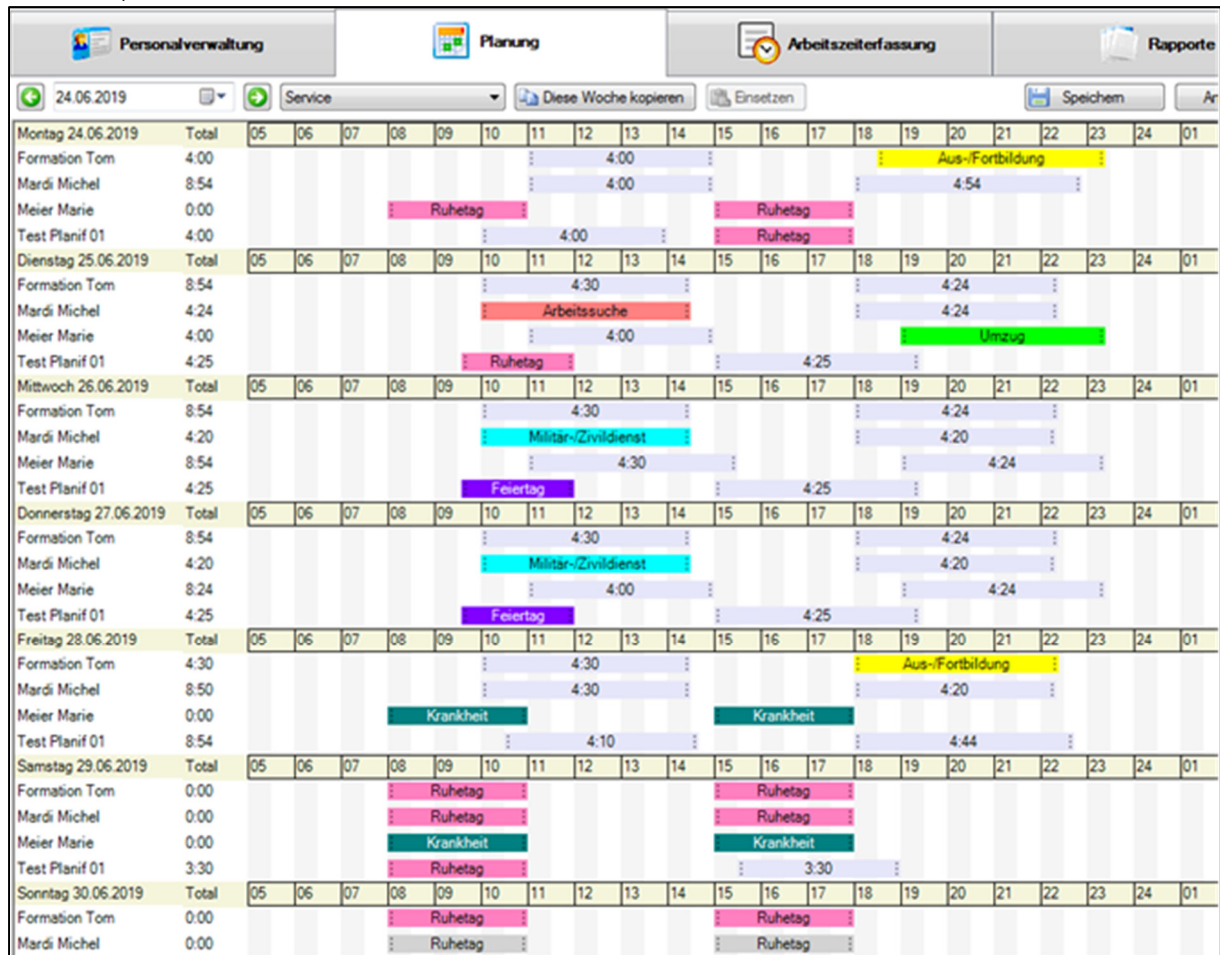 Personalverwaltung Planung Arbeitszeiterfassung Rapporte
24.06.2019 Service Diese Woche kopieren Einsetzen Speichern
Montag 24.06.2019 Total 05 06 07 08 09 10 11 12 13 14 15 16 17 18 19 20 21 22 23 24 01
Formation Tom 4:00 4:00 Aus-/Fortbildung
Mardi Michel 8:54 4:00 4:54
Meier Marie 0:00 Ruhetag Ruhetag
Test Planif 01 4:00 4:00 Ruhetag
Dienstag 25.06.2019 Total 05 06 07 08 09 10 11 12 13 14 15 16 17 18 19 20 21 22 23 24 01
Formation Tom 8:54 4:30 4:24
Mardi Michel 4:24 Arbeitssuche 4:24
Meier Marie 4:00 4:00 Umzug
Test Planif 01 4:25 Ruhetag 4:25
Mittwoch 26.06.2019 Total 05 06 07 08 09 10 11 12 13 14 15 16 17 18 19 20 21 22 23 24 01
Formation Tom 8:54 4:30 4:24
Mardi Michel 4:20 Militär-/Zivildienst 4:20
Meier Marie 8:54 4:30 4:24
Test Planif 01 4:25 Feiertag 4:25
Donnerstag 27.06.2019 Total 05 06 07 08 09 10 11 12 13 14 15 16 17 18 19 20 21 22 23 24 01
Formation Tom 8:54 4:30 4:24
Mardi Michel 4:20 Militär-/Zivildienst 4:20
Meier Marie 8:24 4:00 4:24
Test Planif 01 4:25 Feiertag 4:25
Freitag 28.06.2019 Total 05 06 07 08 09 10 11 12 13 14 15 16 17 18 19 20 21 22 23 24 01
Formation Tom 4:30 4:30 Aus-/Fortbildung
Mardi Michel 8:50 4:30 4:20
Meier Marie 0:00 Krankheit Krankheit
Test Planif 01 8:54 4:10 4:44
Samstag 29.06.2019 Total 05 06 07 08 09 10 11 12 13 14 15 16 17 18 19 20 21 22 23 24 01
Formation Tom 0:00 Ruhetag Ruhetag
Mardi Michel 0:00 Ruhetag Ruhetag
Meier Marie 0:00 Krankheit Krankheit
Test Planif 01 3:30 Ruhetag 3:30
Sonntag 30.06.2019 Total 05 06 07 08 09 10 11 12 13 14 15 16 17 18 19 20 21 22 23 24 01
Formation Tom 0:00 Ruhetag Ruhetag
Mardi Michel 0:00 Ruhetag Ruhetag